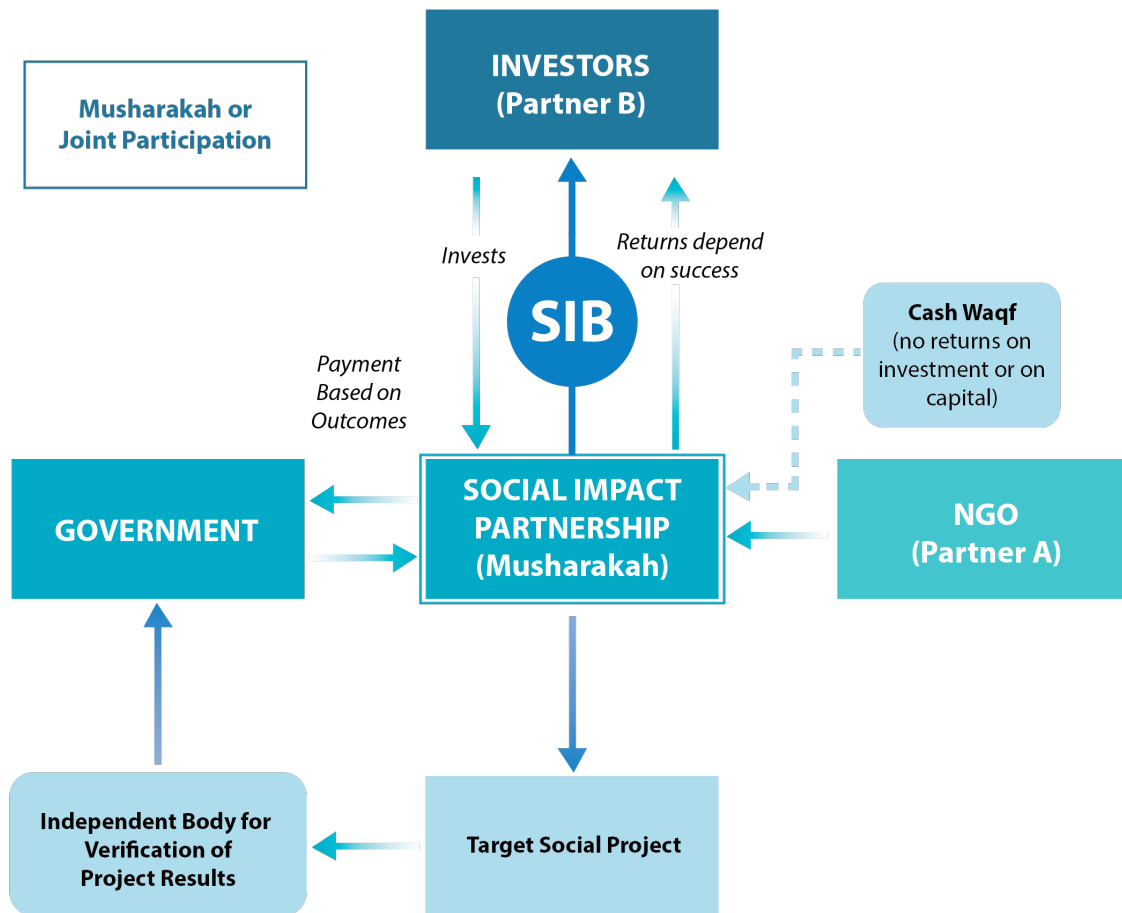 Musharakah or
Joint Participation
INVESTORS
(Partner B)
Invests
SIB
Returns depend
on success
Cash Waqf
(no returns on
investment or on
capital)
Payment
Based on
Outcomes
GOVERNMENT
SOCIAL IMPACT
PARTNERSHIP
(Musharakah)
NGO
(Partner A)
Independent Body for
Verification of
Project Results
Target Social Project